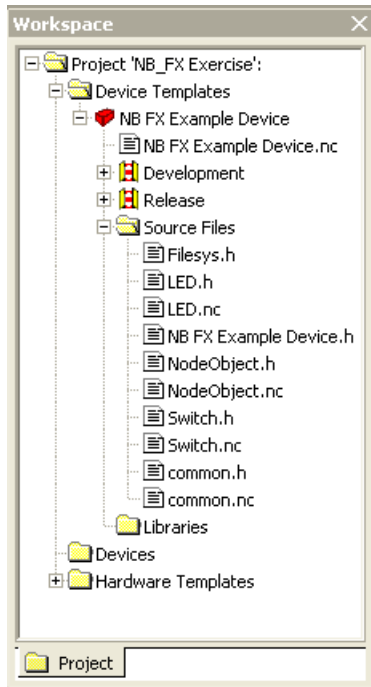 Workspace
Project 'NB_FX Exercise':
Device Templates
NB FX Example Device
NB FX Example Device.nc
Development
Release
Source Files
Filesys.h
LED.h
LED.nc
NB FX Example Device.h
NodeObject.h
NodeObject.nc
Switch.h
Switch.nc
common.h
common.nc
Libraries
Devices
Hardware Templates
Project